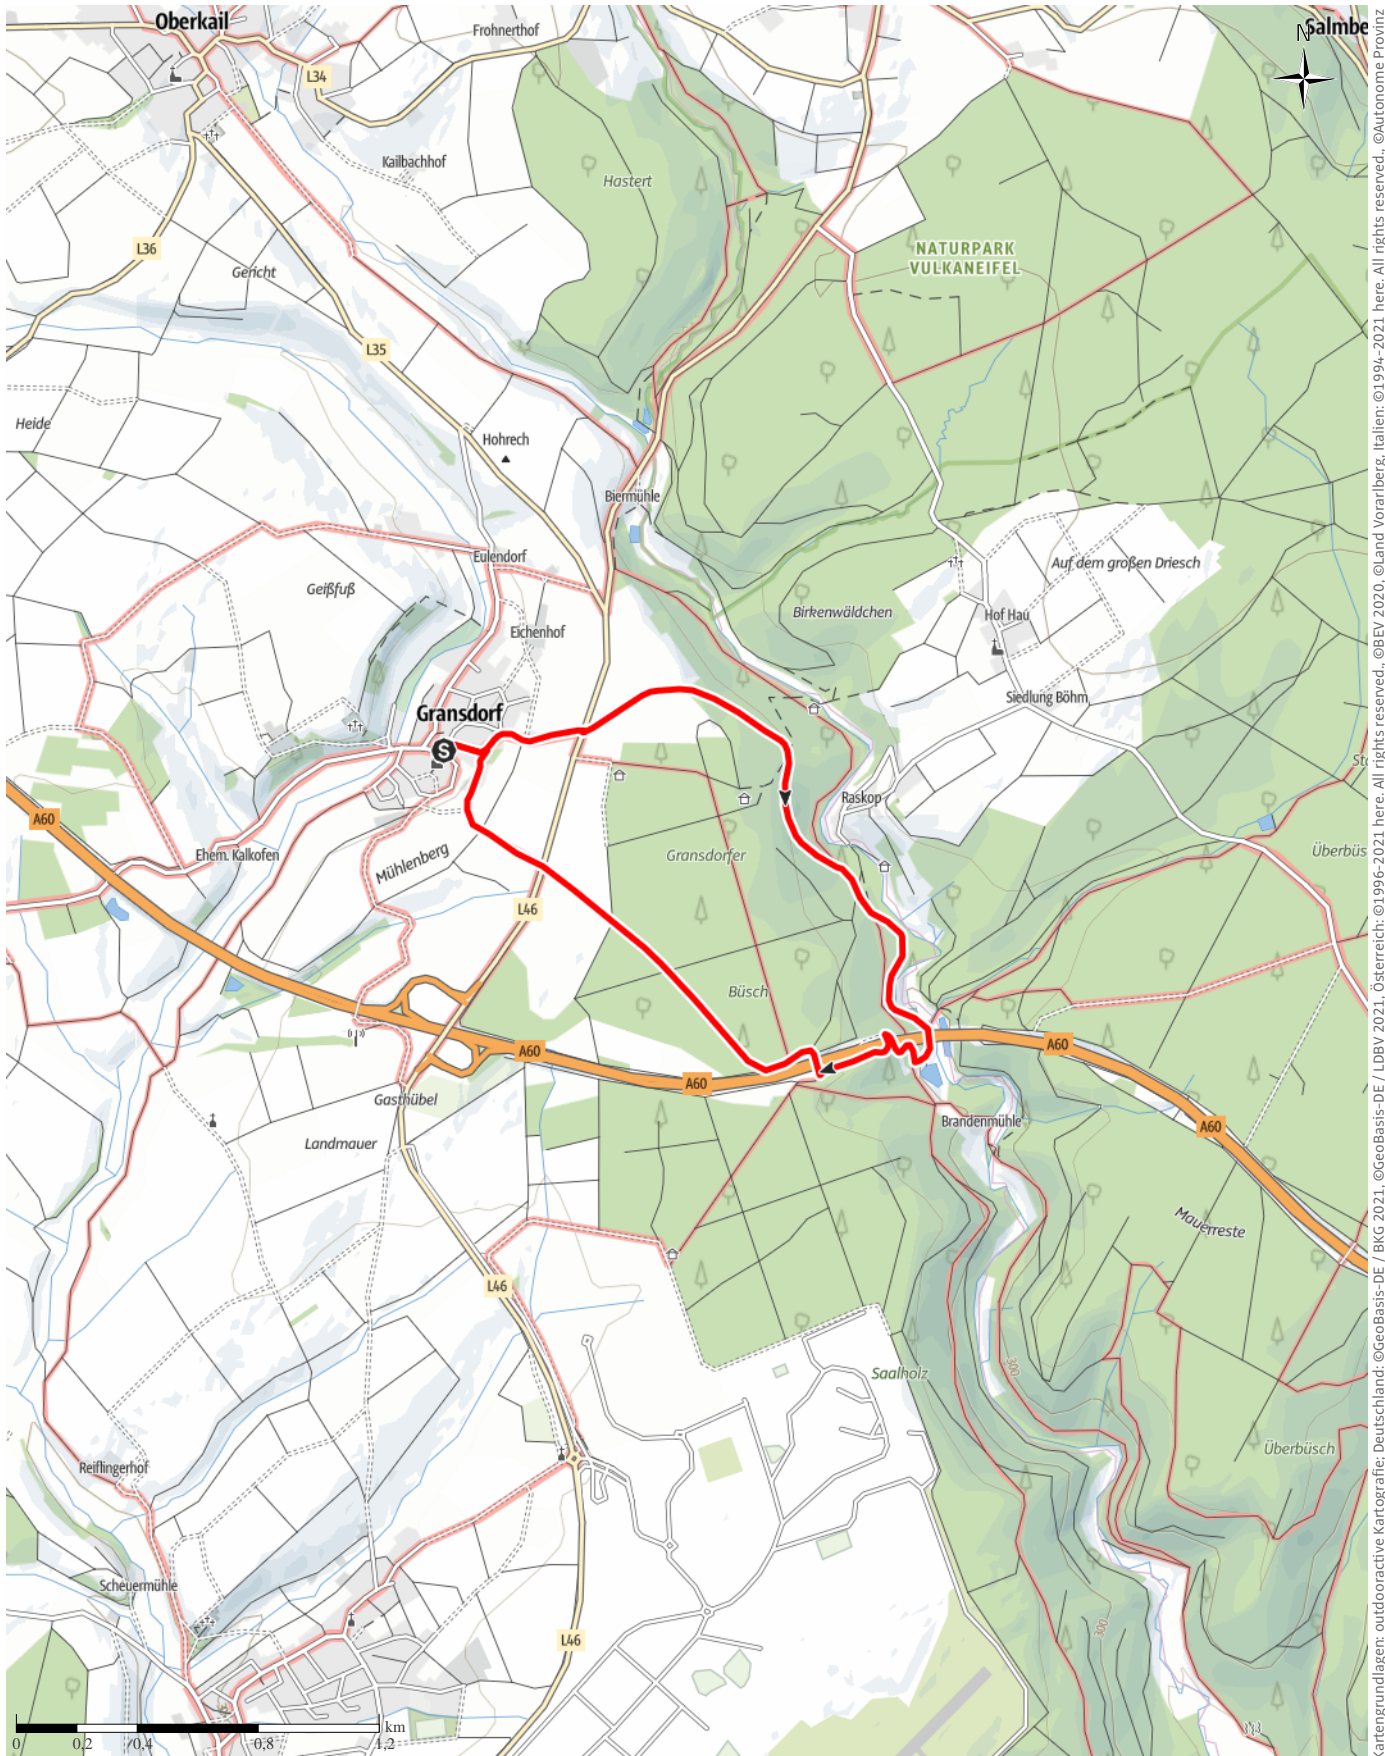 Oberkail
Frohnerthof
Salmbe
N
L34
Kailbachhof
Hastert
L36
Gericht
NATURPARK
VULKANEIFEL
L35
Heide
Hohrech
Biermühle
Eulendorf
Auf dem großen Driesch
Geißfuß
Birkenwäldchen
Hof Hau
Eichenhof
Siedlung Böhm
Gransdorf
S
Raskop
A60
Ehem. Kalkofen
Mühlenberg
Gransdorfer
Überbüs
L46
Büsch
A60
A60
A60
Gasthübel
Brandenmühle
A60
Landmauer
Mauerreste
L46
300
Saalholz
Überbüsch
Reiflingerhof
Scheuermühle
300
L46
km
0
0,2
0,4
0,8
1,2
artengrundlagen: outdooractive Kartografie; Deutschland: ©GeoBasis-DE / BKG 2021, ©GeoBasis-DE / LDBV 2021, Österreich: ©1996-2021 here. All rights reserved., ©BEV 2020, ©Land Vorarlberg, Italien: ©1994-2021 here. All rights reserved., ©Autonome Provinz